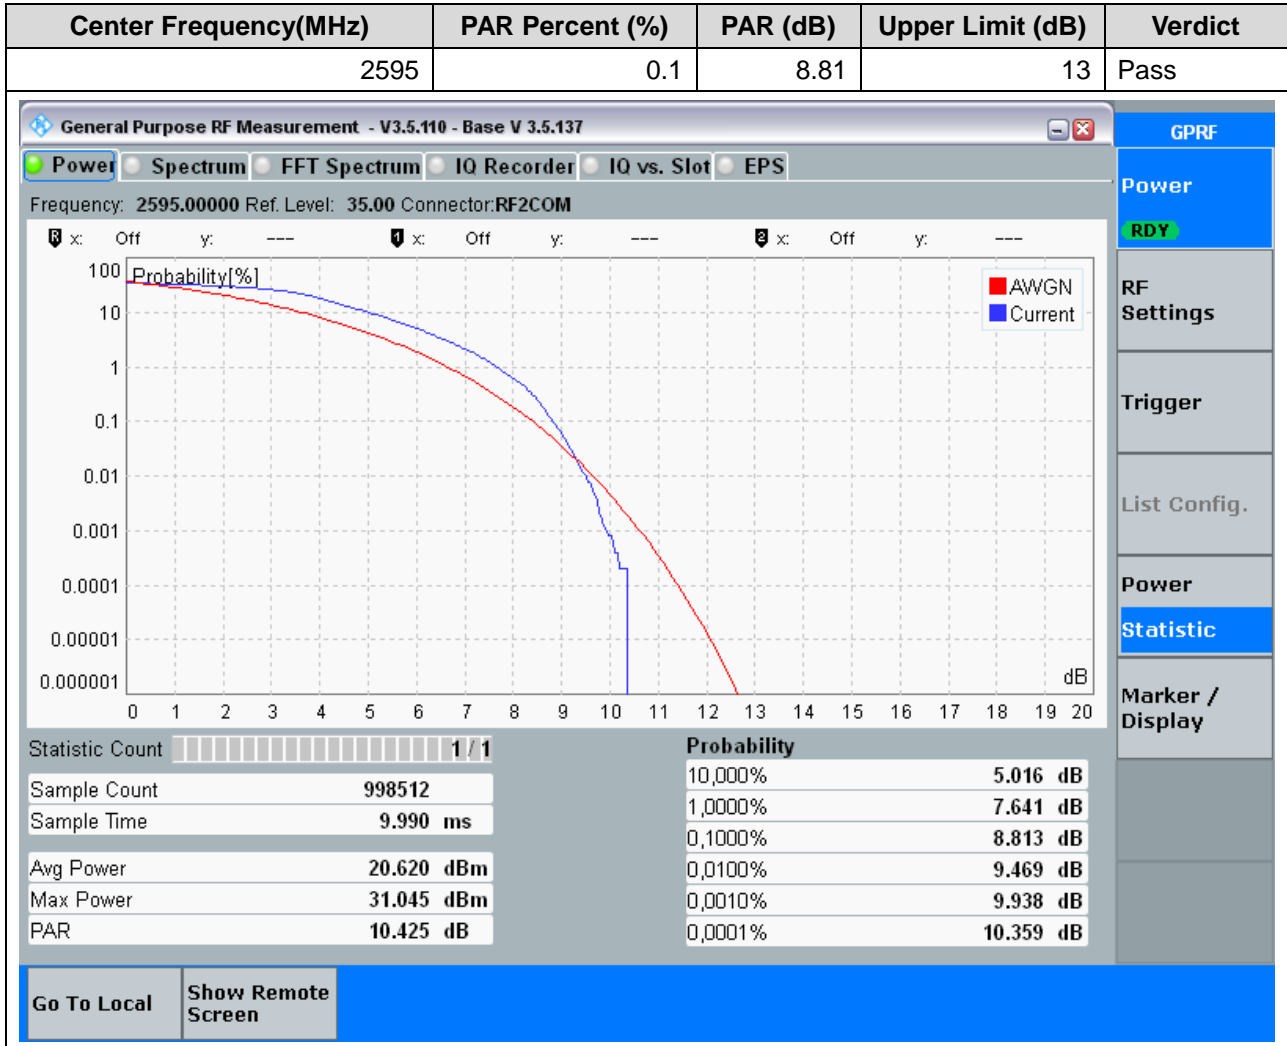 Center Frequency(MHz) PAR Percent (%) PAR (dB) Upper Limit (dB) Verdict
2595 0.1 8.81 13 Pass
General Purpose RF Measurement - V3.5.110 - Base V 3.5.137
GPRF
Power Spectrum FFT Spectrum IQ Recorder IQ vs. Slot EPS
Frequency: 2595.00000 Ref. Level: 35.00 Connector:RF2COM
R x: Off y: --- 1 x: Off y: --- 2 x: Off y: ---
Probability[%]
AWGN
Current
100
10
1
0.1
0.01
0.001
0.0001
0.00001
0.000001
dB
0 1 2 3 4 5 6 7 8 9 10 11 12 13 14 15 16 17 18 19 20
Statistic Count 1 / 1
Sample Count 998512
Sample Time 9.990 ms
Avg Power 20.620 dBm
Max Power 31.045 dBm
PAR 10.425 dB
Probability
10,000% 5.016 dB
1,0000% 7.641 dB
0,1000% 8.813 dB
0,0100% 9.469 dB
0,0010% 9.938 dB
0,0001% 10.359 dB
Power
RDY
RF
Settings
Trigger
List Config.
Power
Statistic
Marker /
Display
Go To Local
Show Remote
Screen